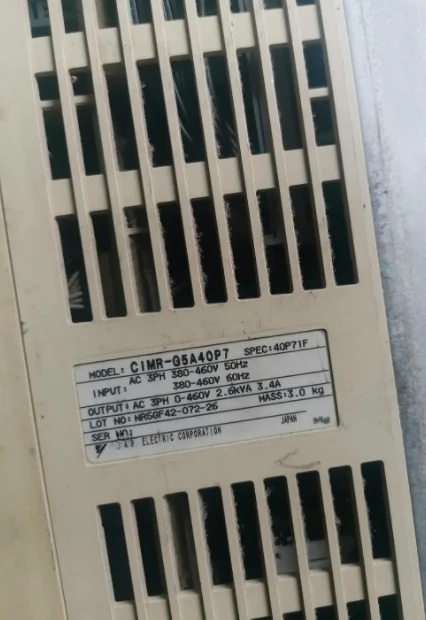 MODEL: CIMR-G5A40P7 SPEC:40P71F
INPUT: AC 3PH 380-460V 50Hz
380-460V 60Hz
OUTPUT: AC 3PH 0-460V 2.6kVA 3.4A
LOT NO: NR5GF42-072-26 MASS:3.0 kg
SER NO:
ELECTRIC CORPORATION JAPAN